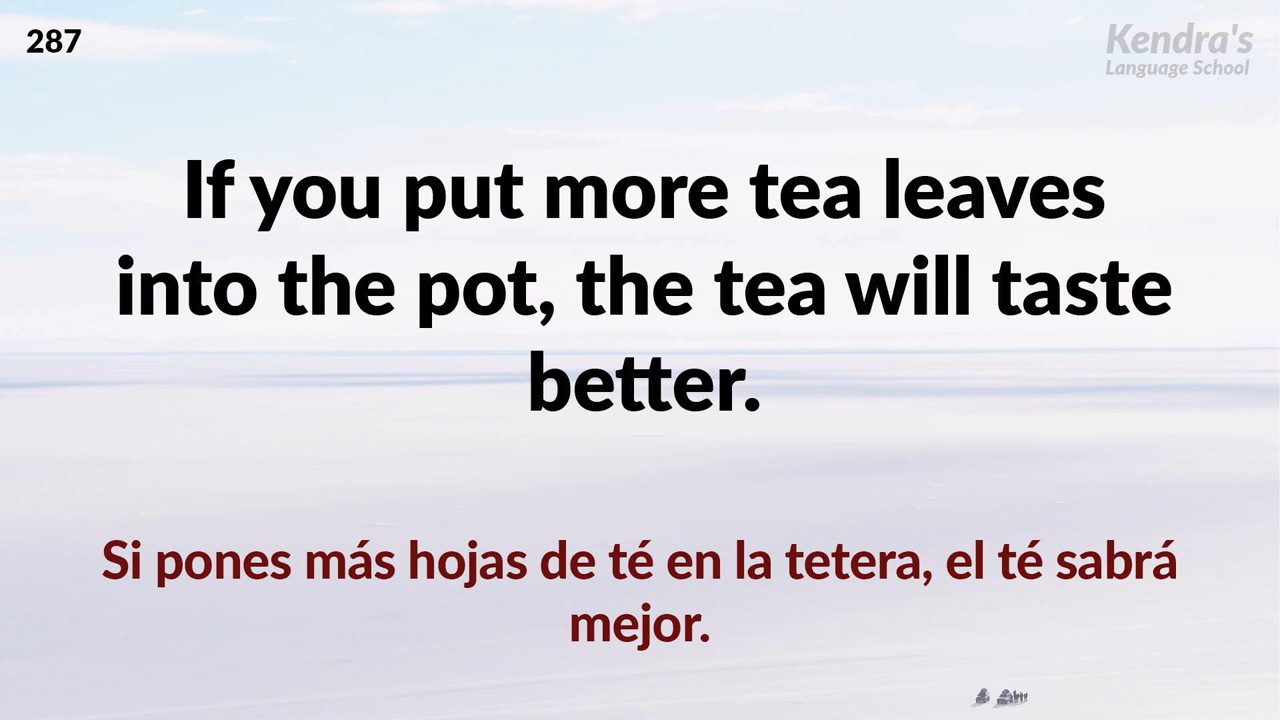 287
Kendra's
Language School
If you put more tea leaves
into the pot, the tea will taste
better.
Si pones más hojas de té en la tetera, el té sabrá
mejor.